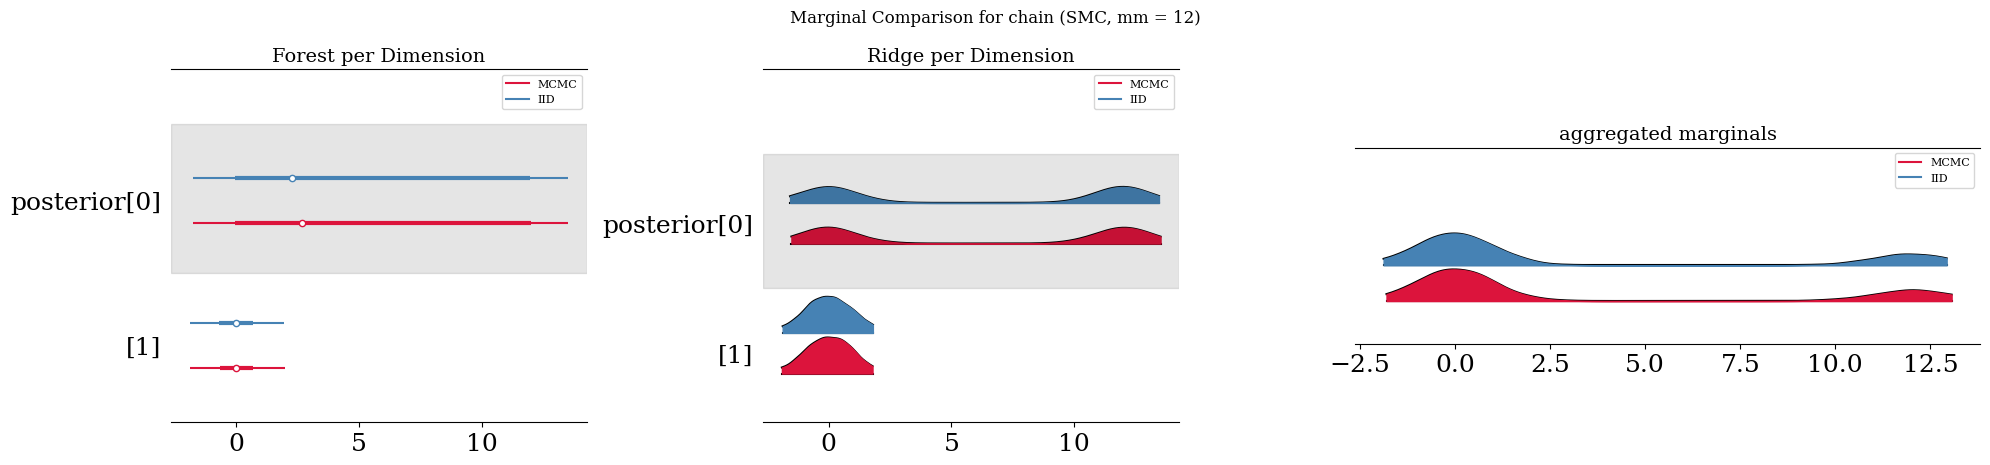 Marginal Comparison for chain (SMC, mm = 12)
Forest per Dimension
MCMC
IID
posterior[0]
[1]
0 5 10
Ridge per Dimension
MCMC
IID
posterior[0]
[1]
0 5 10
aggregated marginals
MCMC
IID
−2.5 0.0 2.5 5.0 7.5 10.0 12.5